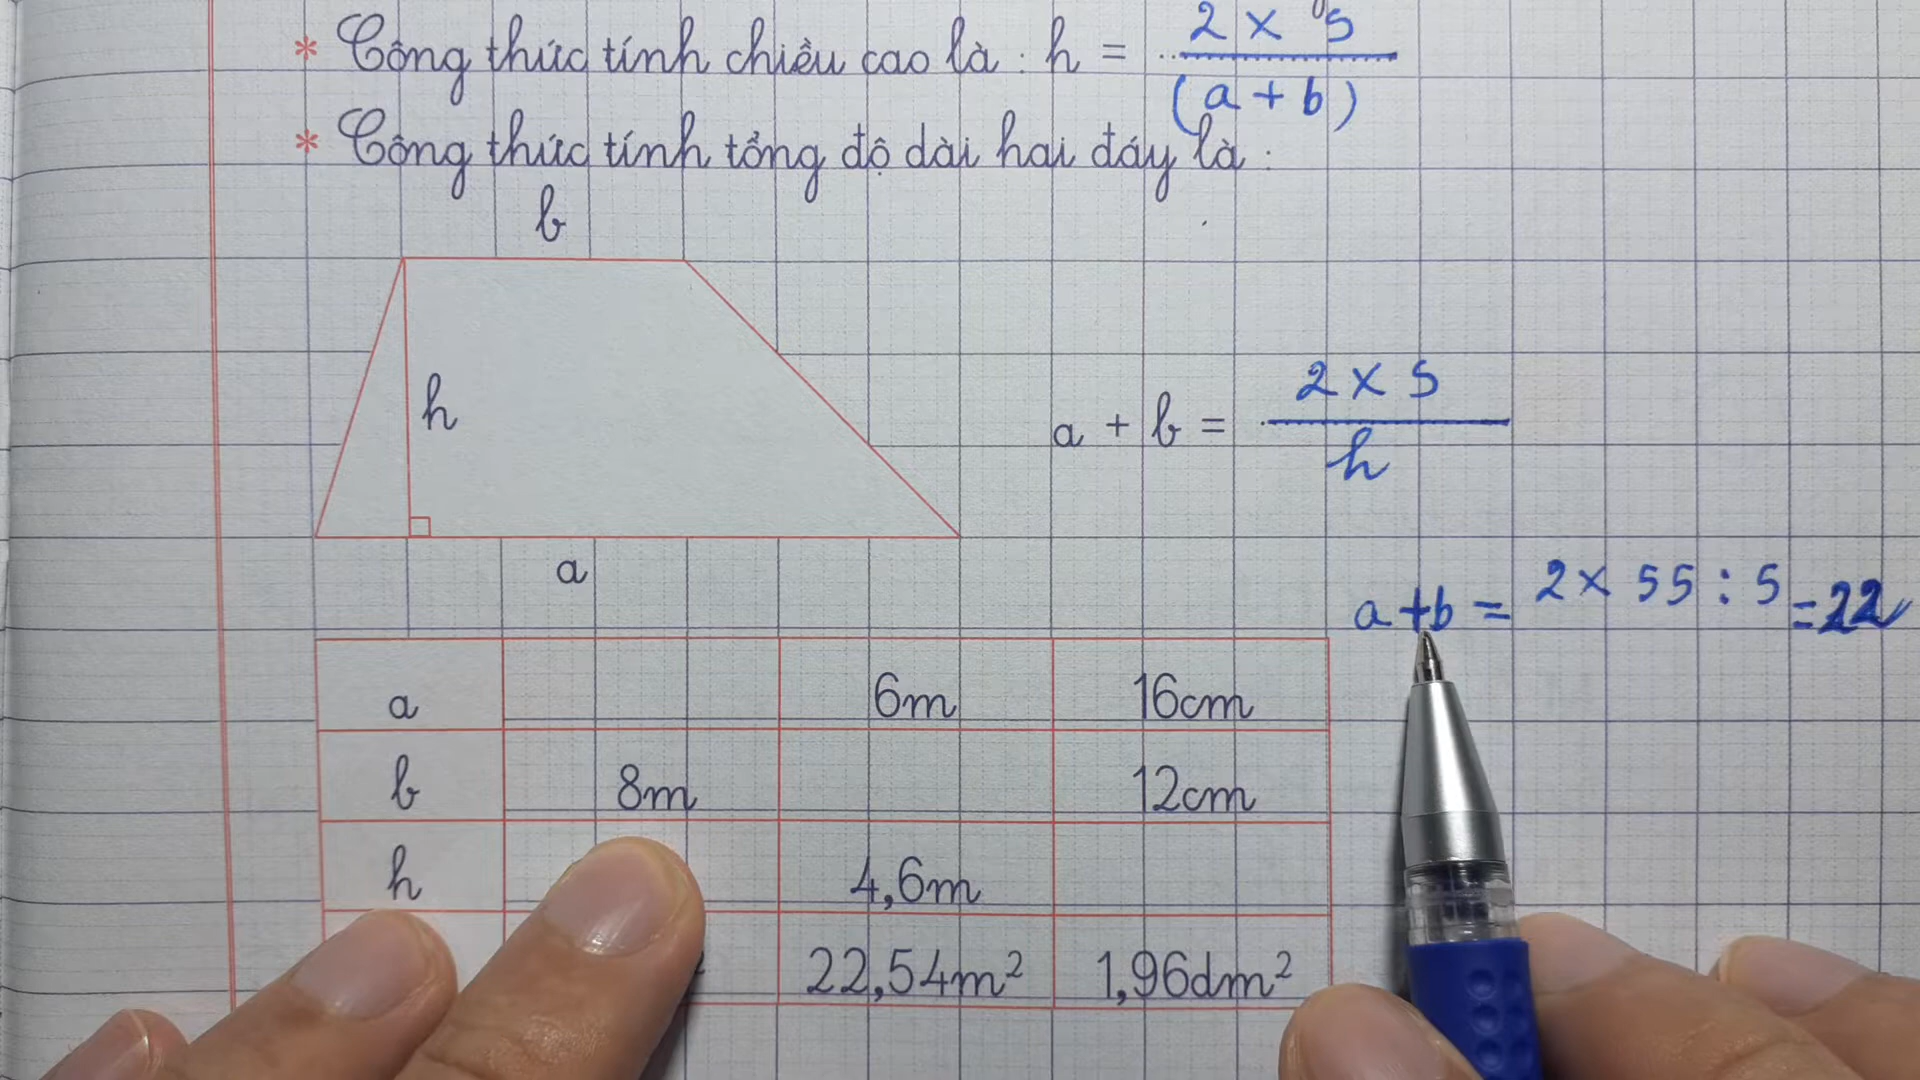 * Công thức tính chiều cao là : h = 2 x S
(a + b)
* Công thức tính tổng độ dài hai đáy là :
b
h
a + b = 2 x S
h
a
a + b = 2 x 55 : 5 = 22
a 6m 16cm
b 8m 12cm
h 4,6m
22,54m² 1,96dm²